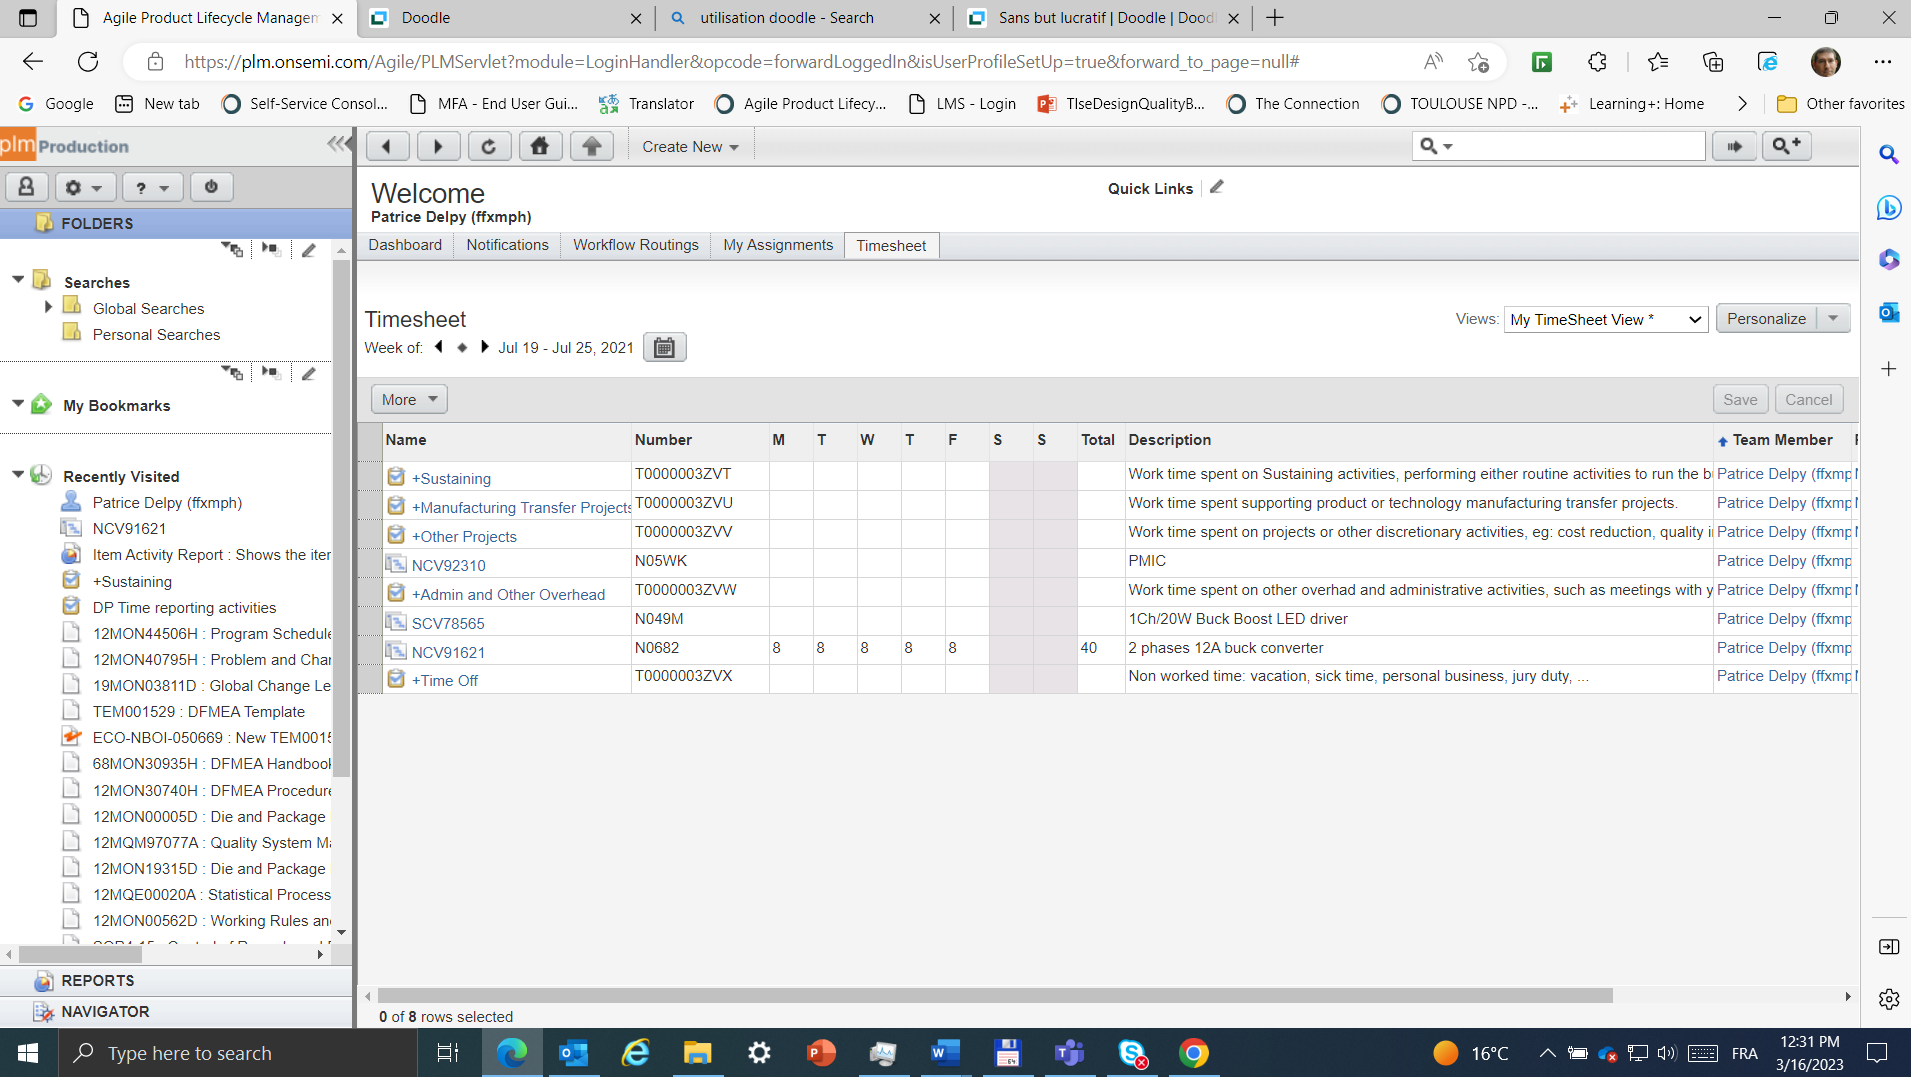 Agile Product Lifecycle Managem
Doodle
utilisation doodle - Search
Sans but lucratif | Doodle | Dood
https://plm.onsemi.com/Agile/PLMServlet?module=LoginHandler&opcode=forwardLoggedIn&isUserProfileSetUp=true&forward_to_page=null#
Google
New tab
Self-Service Consol...
MFA - End User Gui...
Translator
Agile Product Lifecy...
LMS - Login
TlseDesignQualityB...
The Connection
TOULOUSE NPD -...
Learning+: Home
Other favorites
plm Production
Create New
FOLDERS
Searches
Global Searches
Personal Searches
My Bookmarks
Recently Visited
Patrice Delpy (ffxmph)
NCV91621
Item Activity Report : Shows the iter
+Sustaining
DP Time reporting activities
12MON44506H : Program Schedule
12MON40795H : Problem and Char
19MON03811D : Global Change Le
TEM001529 : DFMEA Template
ECO-NBOI-050669 : New TEM0015
68MON30935H : DFMEA Handbook
12MON30740H : DFMEA Procedure
12MON00005D : Die and Package
12MQM97077A : Quality System Ma
12MON19315D : Die and Package
12MQE00020A : Statistical Process
12MON00562D : Working Rules an
REPORTS
NAVIGATOR
Welcome
Patrice Delpy (ffxmph)
Quick Links
Dashboard
Notifications
Workflow Routings
My Assignments
Timesheet
Timesheet
Week of: Jul 19 - Jul 25, 2021
Views: My TimeSheet View *
Personalize
More
Save
Cancel
Name Number M T W T F S S Total Description Team Member
+Sustaining T0000003ZVT Work time spent on Sustaining activities, performing either routine activities to run the b Patrice Delpy (ffxmp
+Manufacturing Transfer Projects T0000003ZVU Work time spent supporting product or technology manufacturing transfer projects. Patrice Delpy (ffxmp
+Other Projects T0000003ZVV Work time spent on projects or other discretionary activities, eg: cost reduction, quality i Patrice Delpy (ffxmp
NCV92310 N05WK PMIC Patrice Delpy (ffxmp
+Admin and Other Overhead T0000003ZVW Work time spent on other overhad and administrative activities, such as meetings with y Patrice Delpy (ffxmp
SCV78565 N049M 1Ch/20W Buck Boost LED driver Patrice Delpy (ffxmp
NCV91621 N0682 8 8 8 8 8 40 2 phases 12A buck converter Patrice Delpy (ffxmp
+Time Off T0000003ZVX Non worked time: vacation, sick time, personal business, jury duty, ... Patrice Delpy (ffxmp
0 of 8 rows selected
Type here to search
16°C
FRA
12:31 PM
3/16/2023